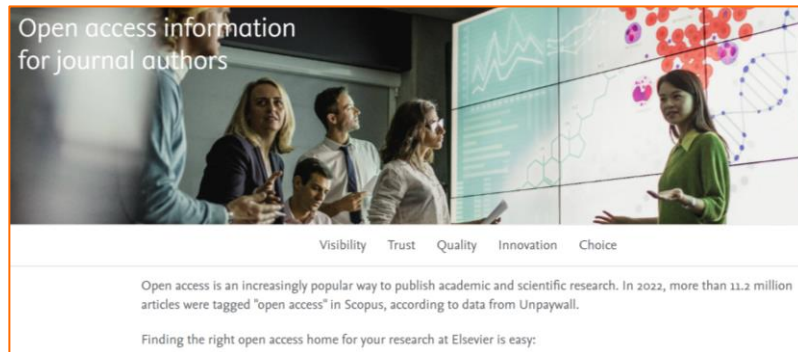 Open access information
for journal authors
Visibility Trust Quality Innovation Choice
Open access is an increasingly popular way to publish academic and scientific research. In 2022, more than 11.2 million
articles were tagged "open access" in Scopus, according to data from Unpaywall.
Finding the right open access home for your research at Elsevier is easy: